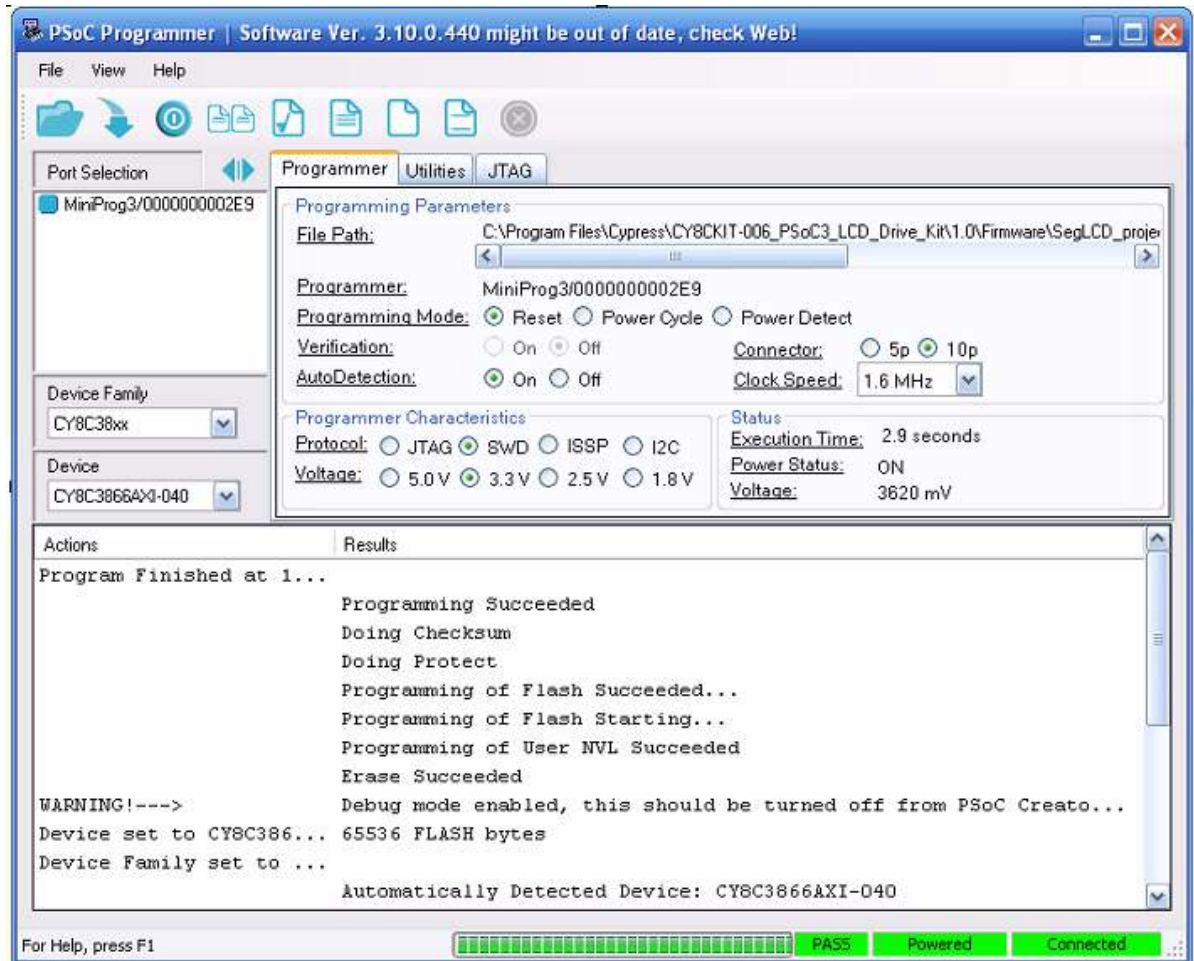 PSoC Programmer | Software Ver. 3.10.0.440 might be out of date, check Web!
File View Help
Port Selection
Programmer Utilities JTAG
MiniProg3/0000000002E9
Programming Parameters
File Path: C:\Program Files\Cypress\CY8CKIT-006_PSoC3_LCD_Drive_Kit\1.0\Firmware\SegLCD_projec
Programmer: MiniProg3/0000000002E9
Programming Mode: Reset Power Cycle Power Detect
Verification: On Off Connector: 5p 10p
AutoDetection: On Off Clock Speed: 1.6 MHz
Device Family
CY8C38xx
Device
CY8C3866AXI-040
Programmer Characteristics
Protocol: JTAG SWD ISSP I2C
Voltage: 5.0 V 3.3 V 2.5 V 1.8 V
Status
Execution Time: 2.9 seconds
Power Status: ON
Voltage: 3620 mV
Actions Results
Program Finished at 1...
Programming Succeeded
Doing Checksum
Doing Protect
Programming of Flash Succeeded...
Programming of Flash Starting...
Programming of User NVL Succeeded
Erase Succeeded
WARNING!---> Debug mode enabled, this should be turned off from PSoC Creato...
Device set to CY8C386... 65536 FLASH bytes
Device Family set to ...
Automatically Detected Device: CY8C3866AXI-040
For Help, press F1 PASS Powered Connected